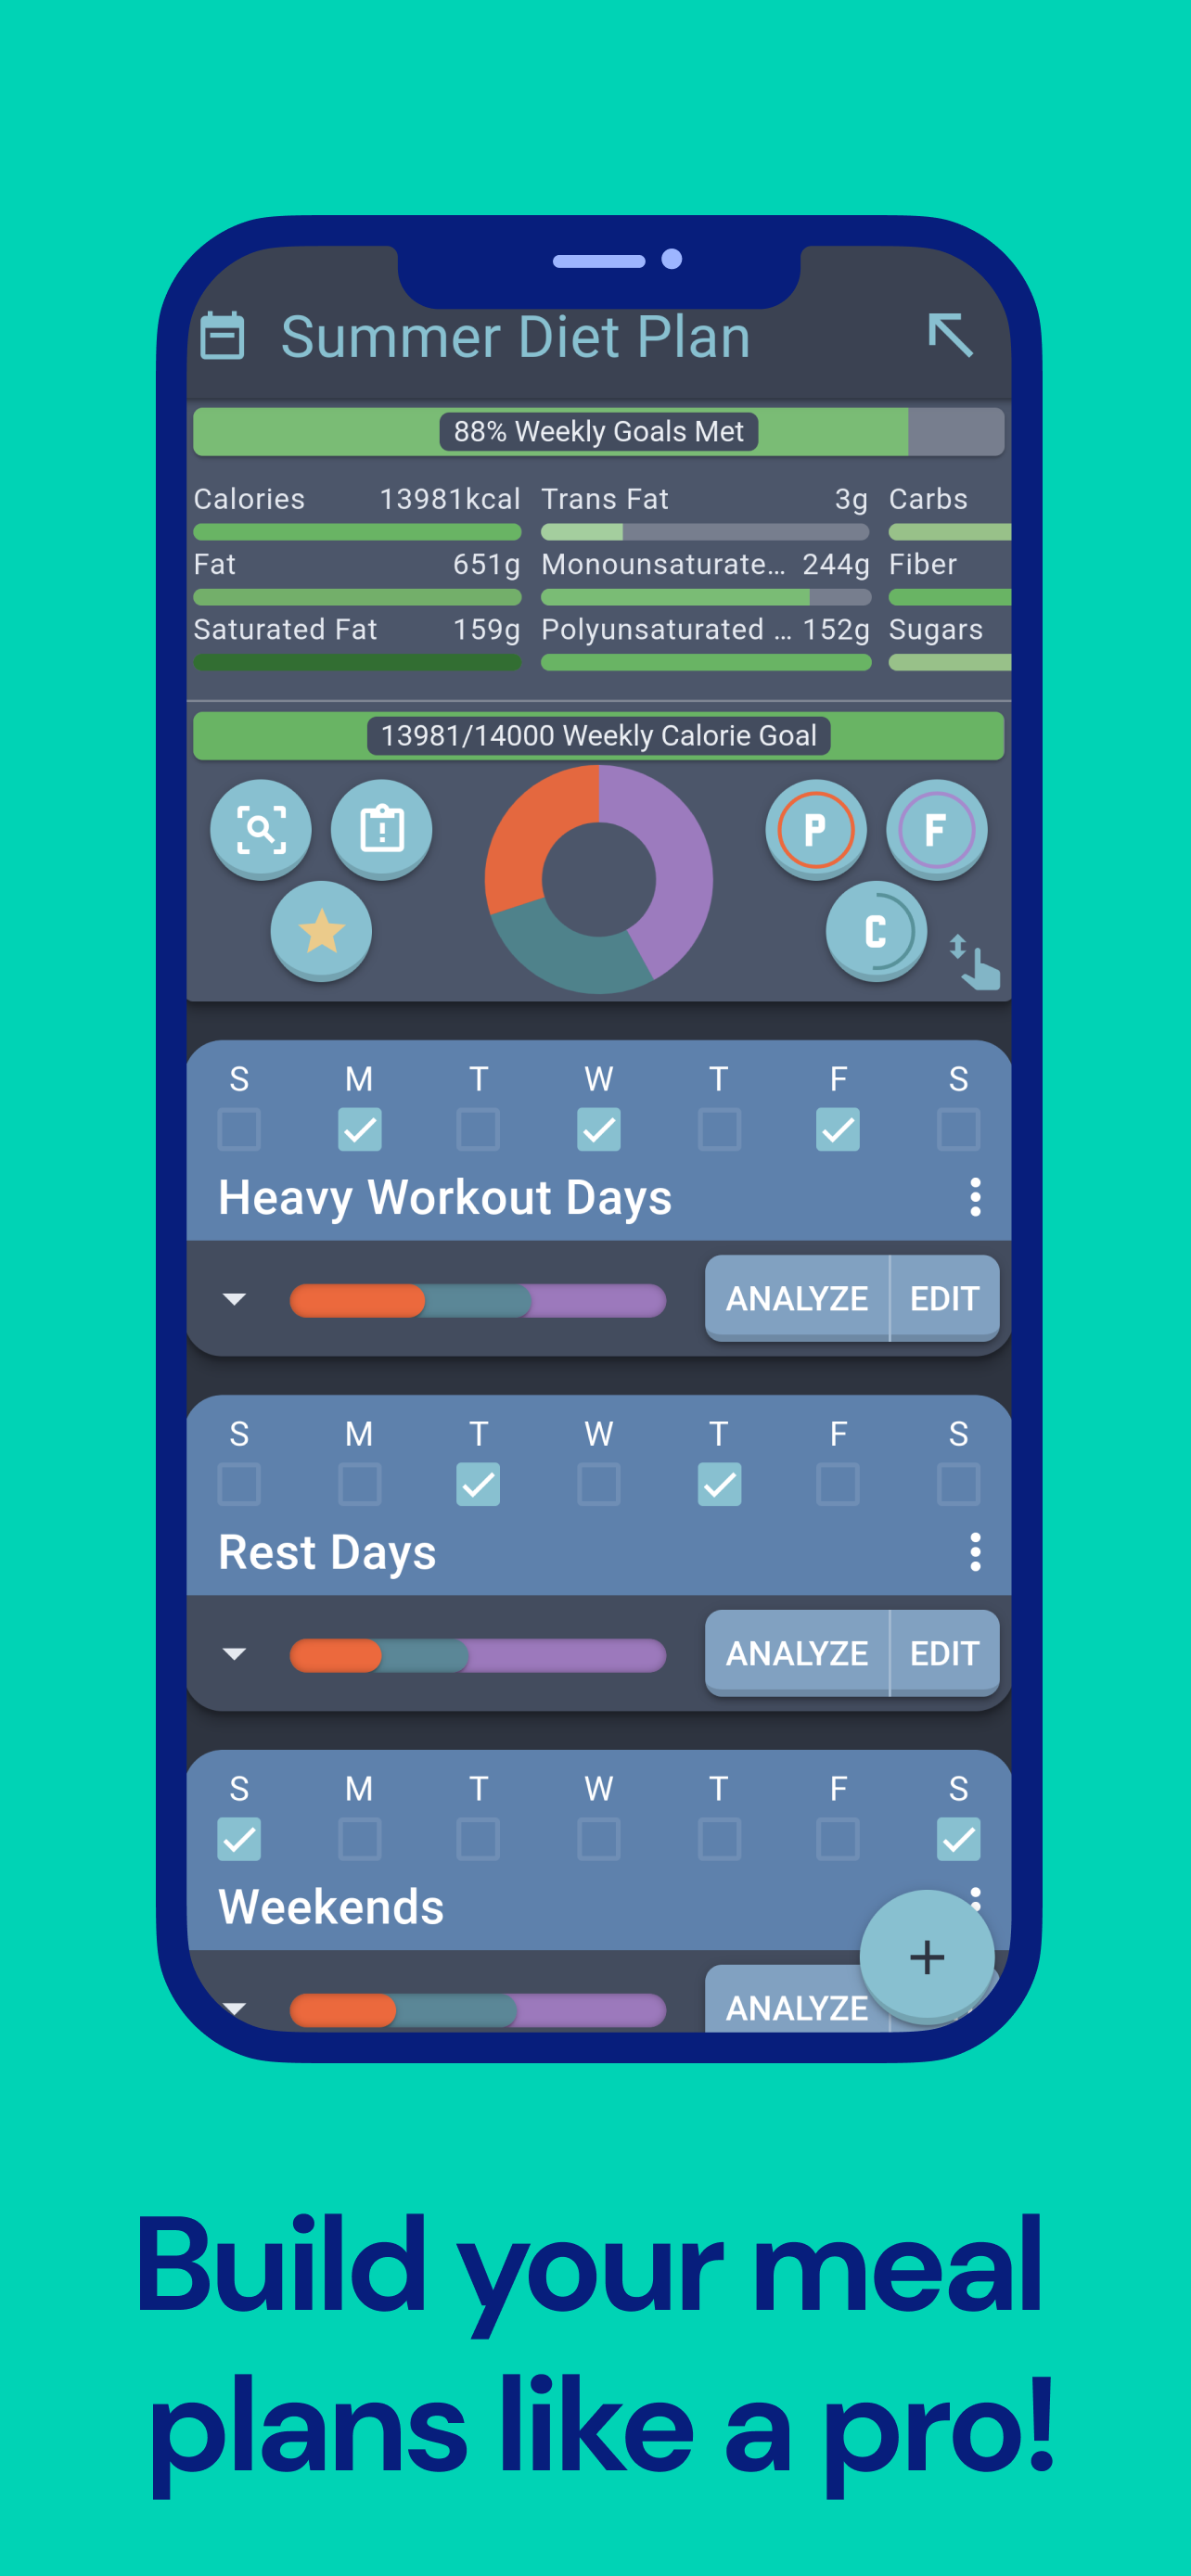 Summer Diet Plan
88% Weekly Goals Met
Calories 13981kcal Trans Fat 3g Carbs
Fat 651g Monounsaturate... 244g Fiber
Saturated Fat 159g Polyunsaturated ... 152g Sugars
13981/14000 Weekly Calorie Goal
P F
C
S M T W T F S
Heavy Workout Days
ANALYZE EDIT
S M T W T F S
Rest Days
ANALYZE EDIT
S M T W T F S
Weekends
ANALYZE
Build your meal
plans like a pro!